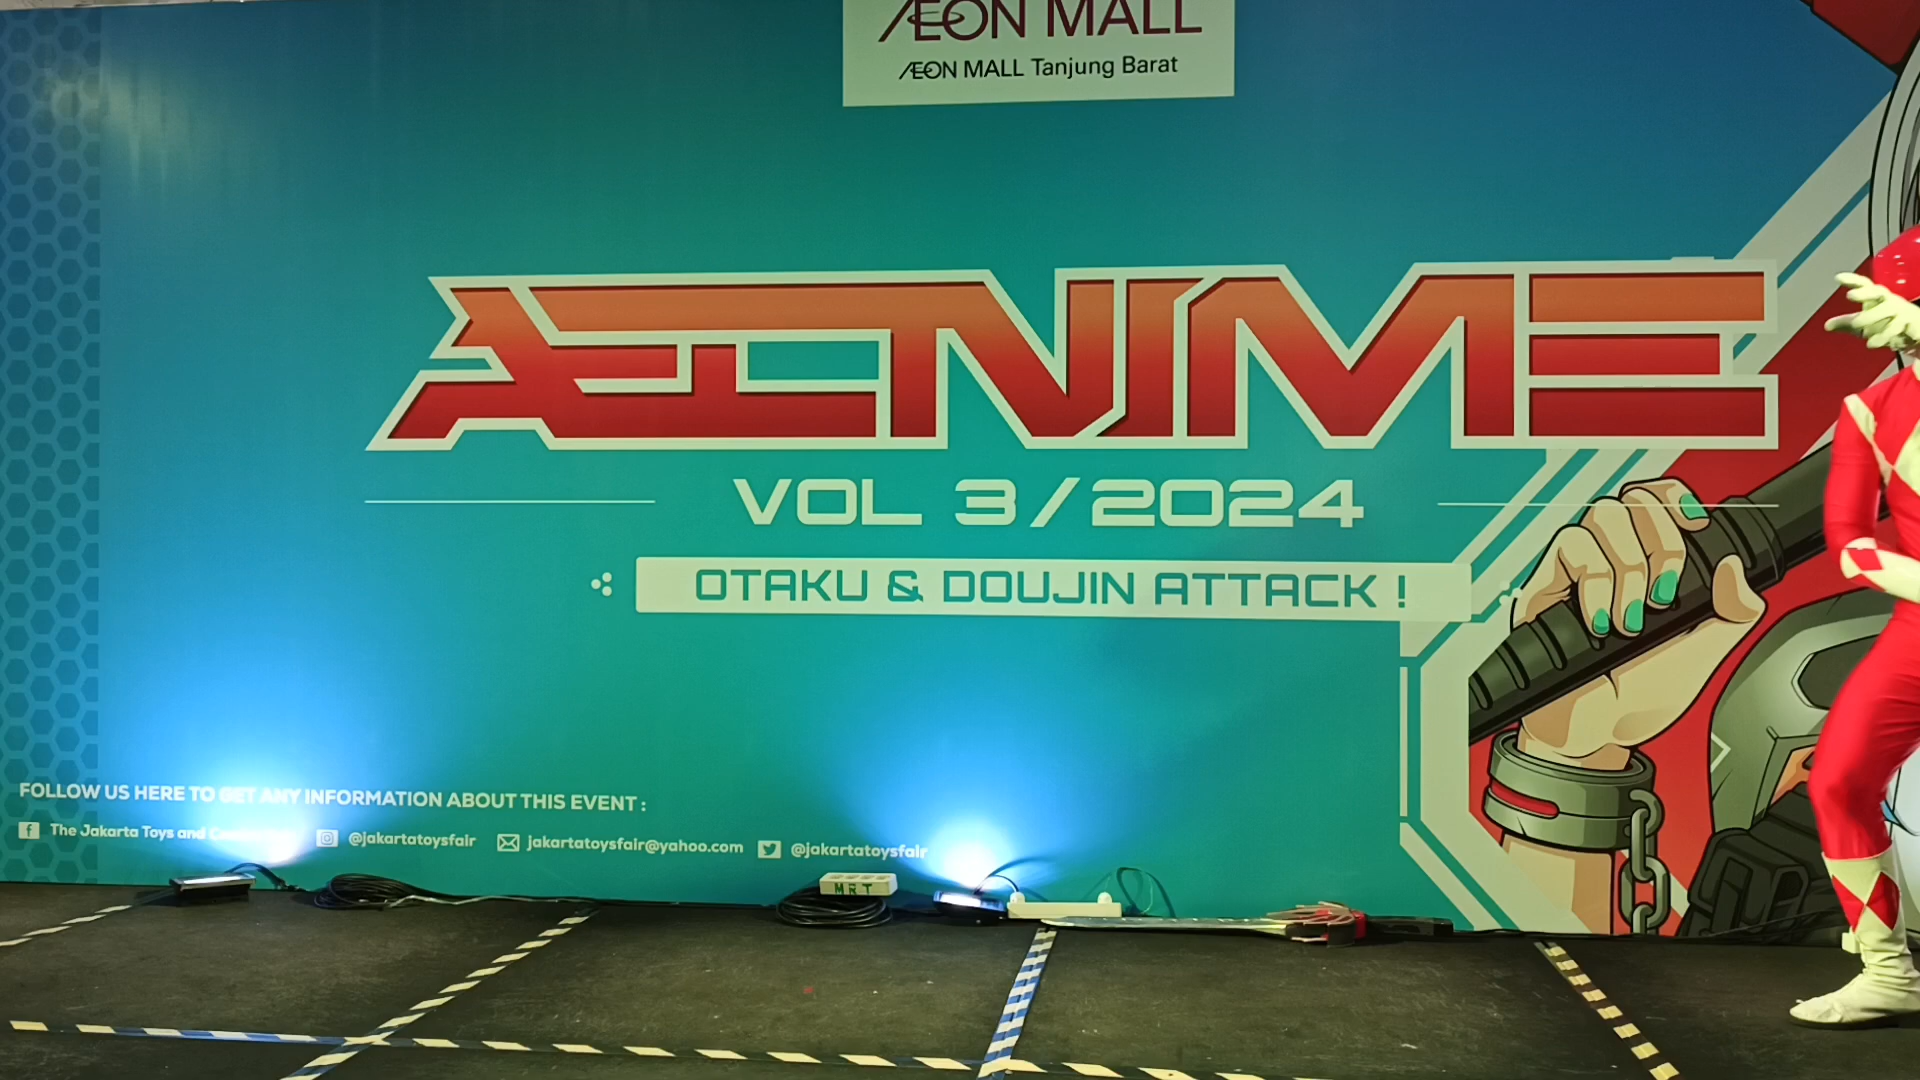 ÆON MALL
ÆON MALL Tanjung Barat
AEONIME
VOL 3/2024
OTAKU & DOUJIN ATTACK !
FOLLOW US HERE TO GET ANY INFORMATION ABOUT THIS EVENT :
The Jakarta Toys and
@jakartatoysfair
jakartatoysfair@yahoo.com
@jakartatoysfair
MRT